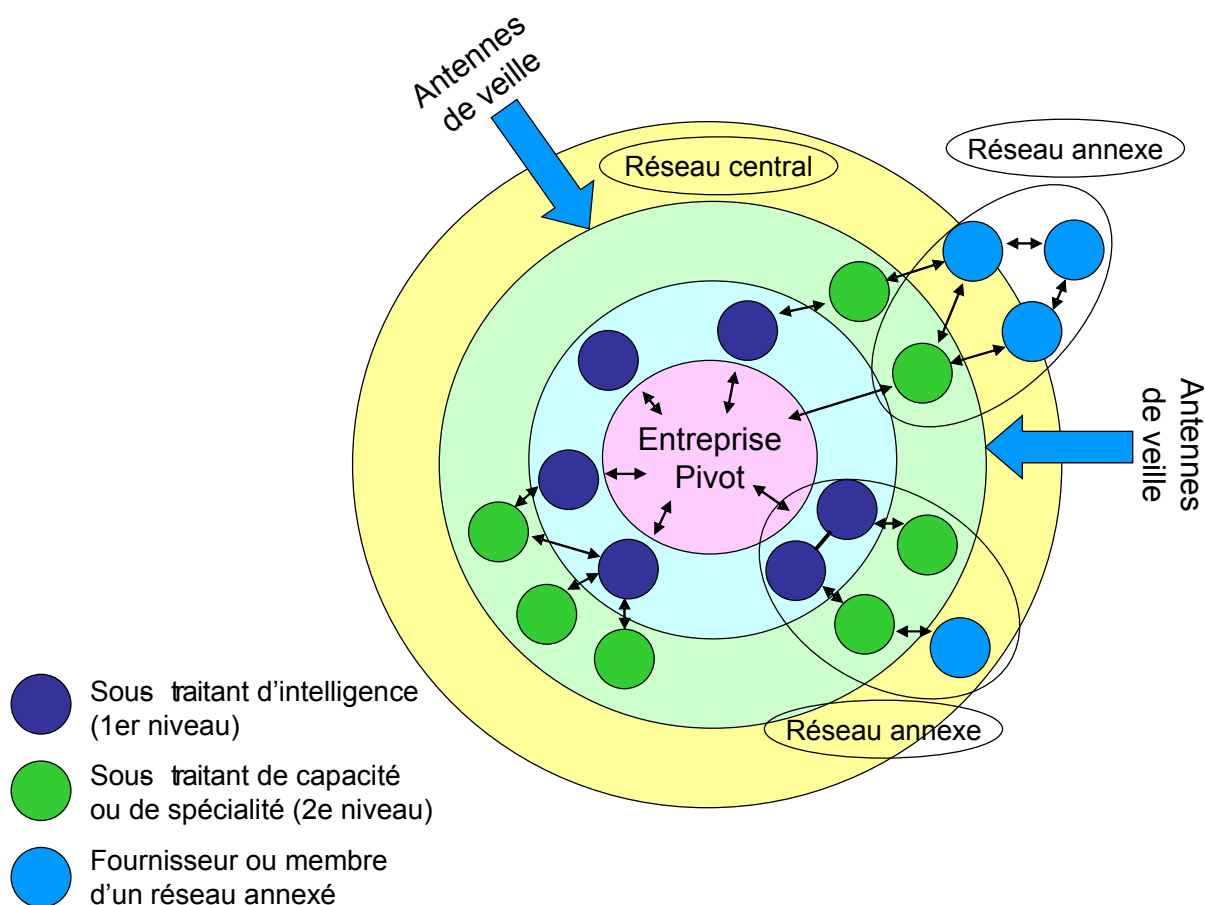 Antennes
de veille
Réseau central
Réseau annexe
Entreprise
Pivot
Antennes
de veille
Réseau annexe
Sous traitant d'intelligence
(1er niveau)
Sous traitant de capacité
ou de spécialité (2e niveau)
Fournisseur ou membre
d'un réseau annexé